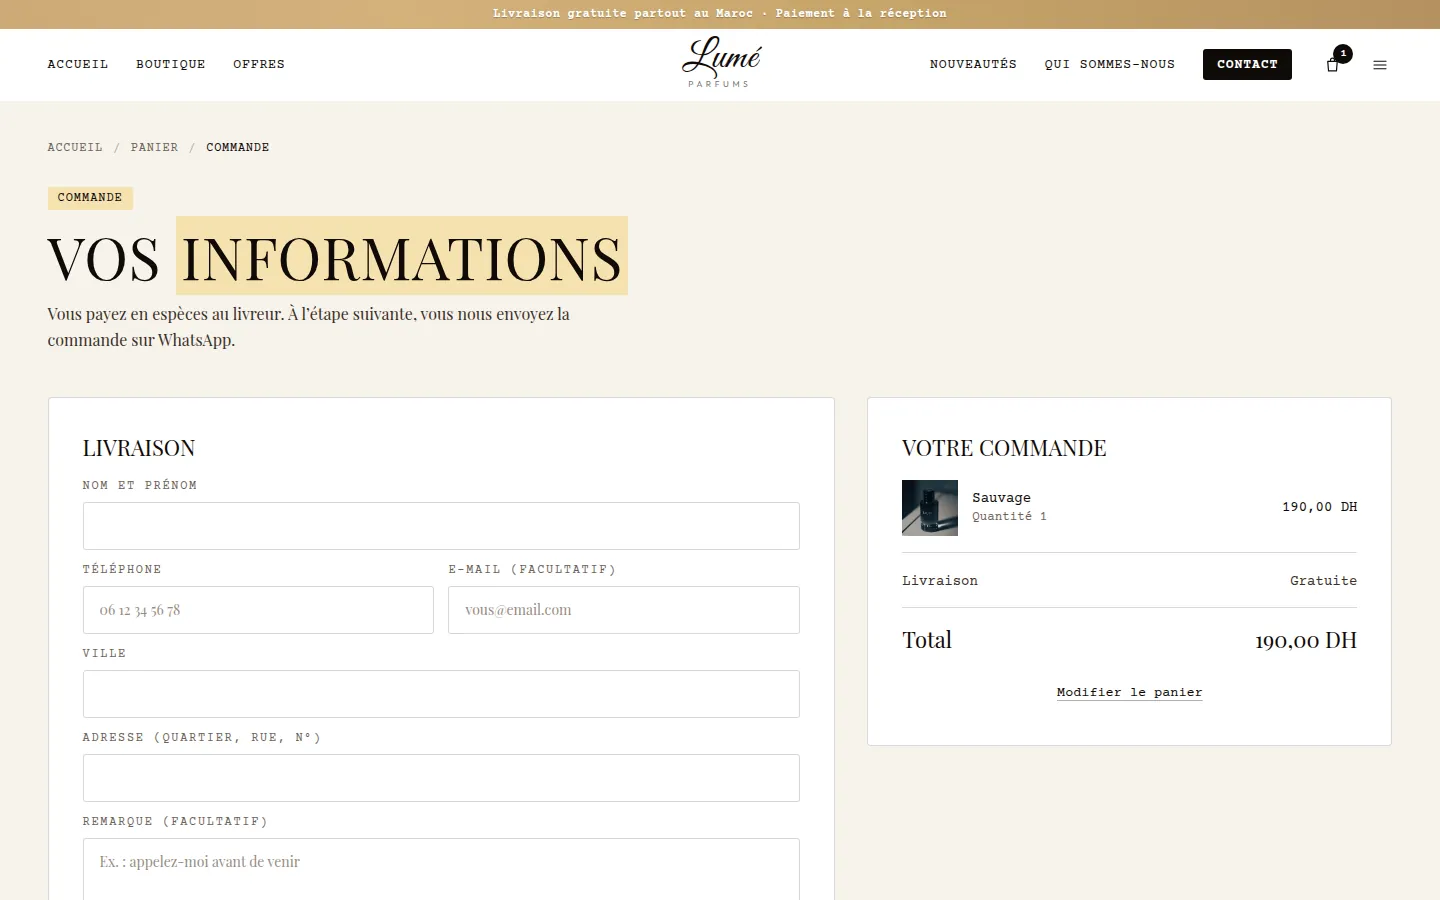 Livraison gratuite partout au Maroc · Paiement à la réception
ACCUEIL BOUTIQUE OFFRES
Lumé
PARFUMS
NOUVEAUTÉS QUI SOMMES-NOUS CONTACT 1
ACCUEIL / PANIER / COMMANDE
COMMANDE
VOS INFORMATIONS
Vous payez en espèces au livreur. À l'étape suivante, vous nous envoyez la
commande sur WhatsApp.
LIVRAISON
NOM ET PRÉNOM
TÉLÉPHONE
06 12 34 56 78
E-MAIL (FACULTATIF)
vous@email.com
VILLE
ADRESSE (QUARTIER, RUE, N°)
REMARQUE (FACULTATIF)
Ex. : appelez-moi avant de venir
VOTRE COMMANDE
Sauvage
Quantité 1
190,00 DH
Livraison Gratuite
Total 190,00 DH
Modifier le panier